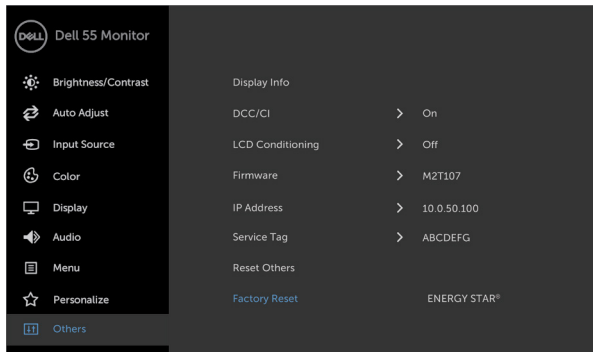 DELL
Dell 55 Monitor
Brightness/Contrast
Auto Adjust
Input Source
Color
Display
Audio
Menu
Personalize
Others
Display Info
DCC/CI > On
LCD Conditioning > Off
Firmware > M2T107
IP Address > 10.0.50.100
Service Tag > ABCDEFG
Reset Others
Factory Reset ENERGY STAR®